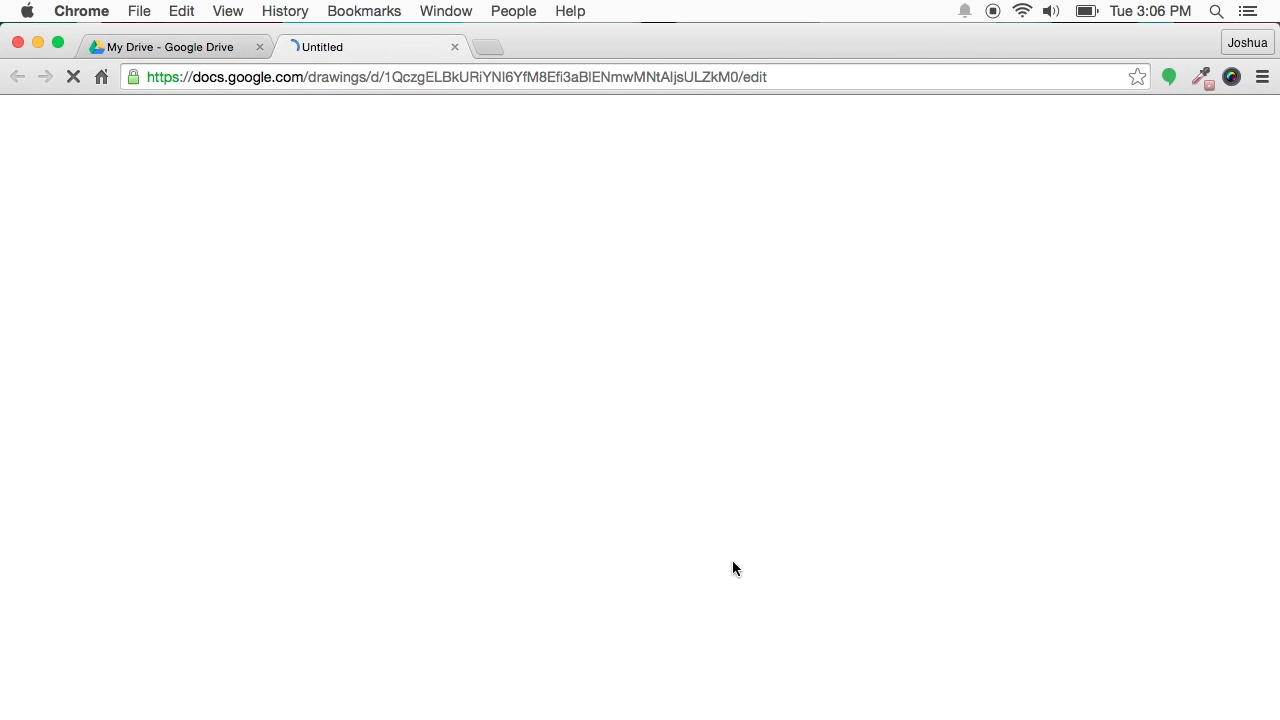 Chrome File Edit View History Bookmarks Window People Help Tue 3:06 PM
My Drive - Google Drive Untitled Joshua
https://docs.google.com/drawings/d/1QczgELBkURiYNI6YfM8Efi3aBlENmwMNtAljsULZkM0/edit